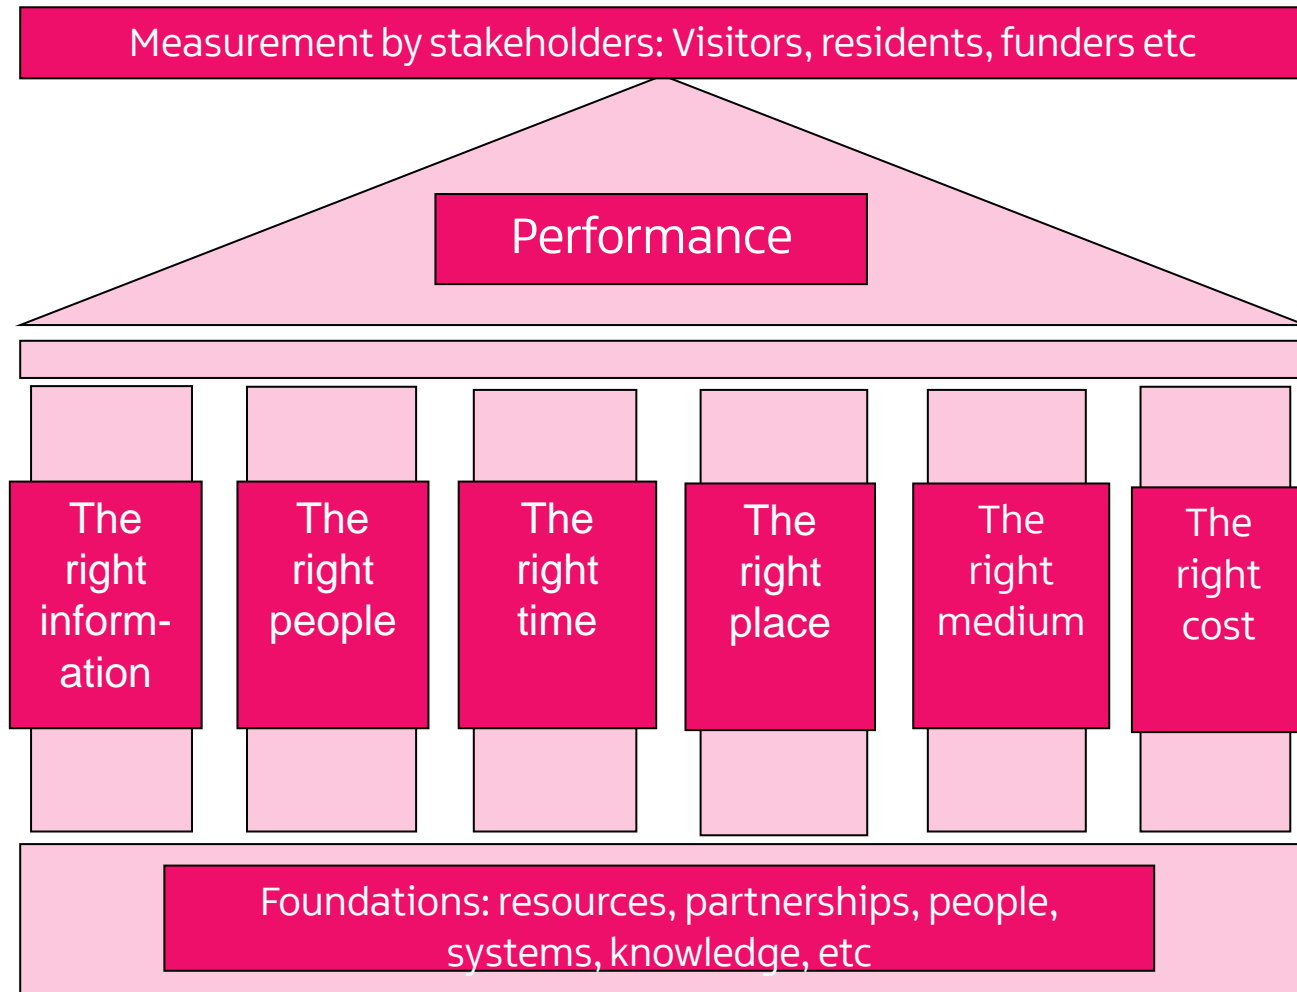 Measurement by stakeholders: Visitors, residents, funders etc
Performance
The
right
inform-
ation
The
right
people
The
right
time
The
right
place
The
right
medium
The
right
cost
Foundations: resources, partnerships, people,
systems, knowledge, etc